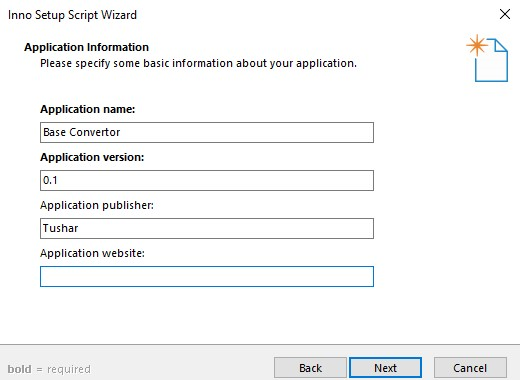 Inno Setup Script Wizard
Application Information
Please specify some basic information about your application.
Application name:
Base Convertor
Application version:
0.1
Application publisher:
Tushar
Application website:
bold = required
Back
Next
Cancel